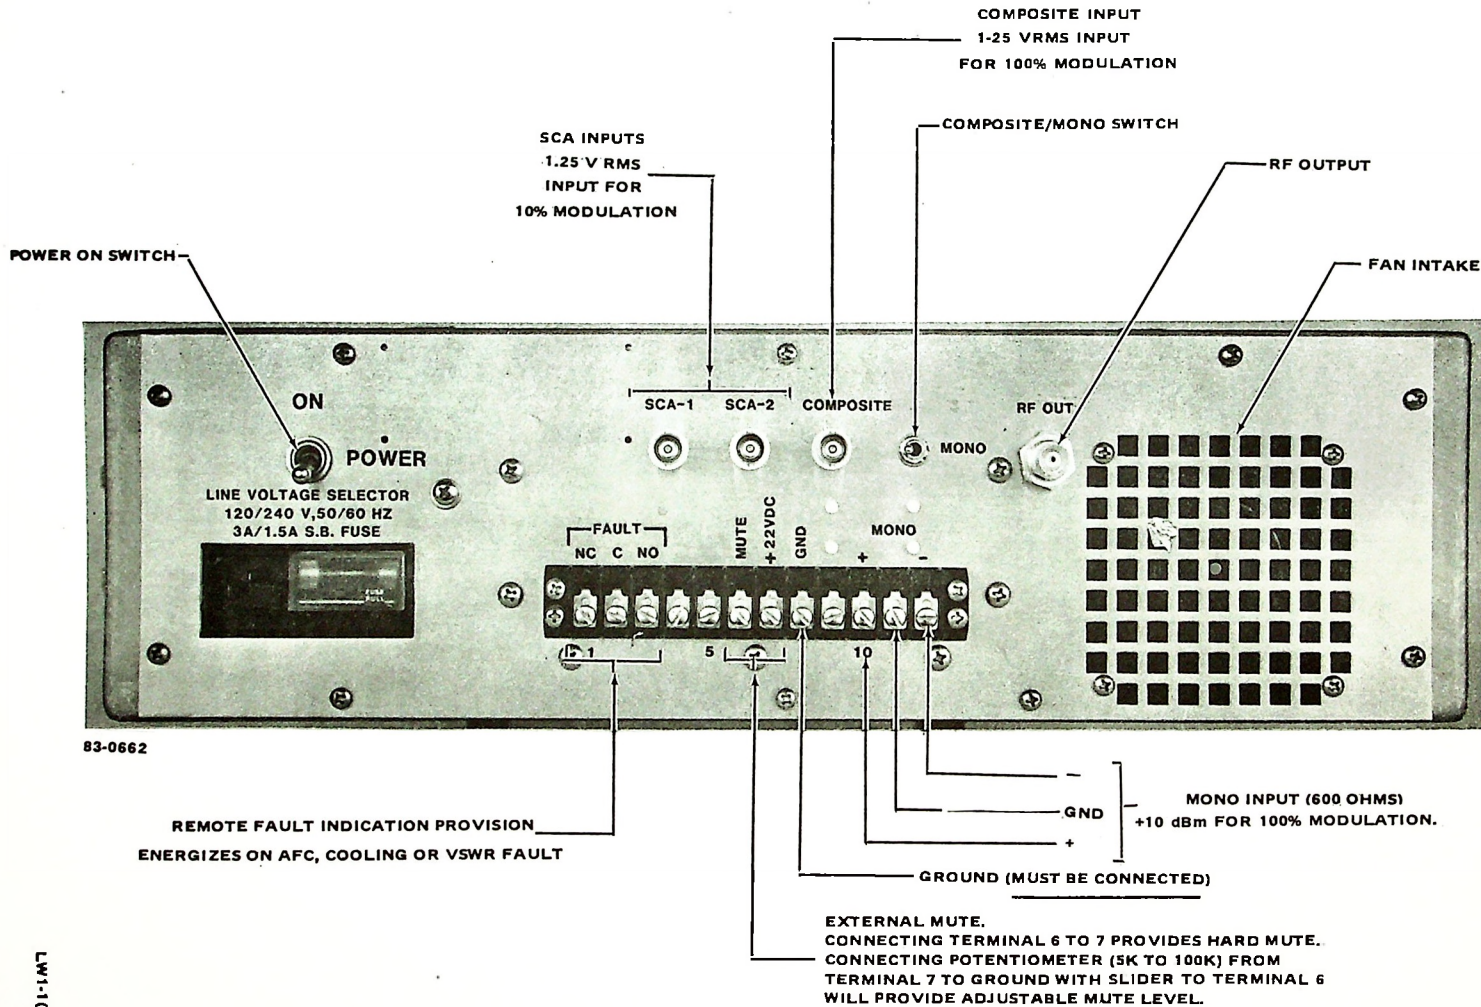 COMPOSITE INPUT
1-25 VRMS INPUT
FOR 100% MODULATION
COMPOSITE/MONO SWITCH
SCA INPUTS
1.25 V RMS
INPUT FOR
10% MODULATION
RF OUTPUT
POWER ON SWITCH
FAN INTAKE
ON
POWER
LINE VOLTAGE SELECTOR
120/240 V,50/60 HZ
3A/1.5A S.B. FUSE
FUSE
PULL
SCA-1 SCA-2 COMPOSITE
MONO
RF OUT
FAULT
NC C NO
MUTE
+22VDC
GND
MONO
+ -
1 5 10
83-0662
REMOTE FAULT INDICATION PROVISION
ENERGIZES ON AFC, COOLING OR VSWR FAULT
-
GND
+
MONO INPUT (600 OHMS)
+10 dBm FOR 100% MODULATION.
GROUND (MUST BE CONNECTED)
EXTERNAL MUTE.
CONNECTING TERMINAL 6 TO 7 PROVIDES HARD MUTE.
CONNECTING POTENTIOMETER (5K TO 100K) FROM
TERMINAL 7 TO GROUND WITH SLIDER TO TERMINAL 6
WILL PROVIDE ADJUSTABLE MUTE LEVEL.